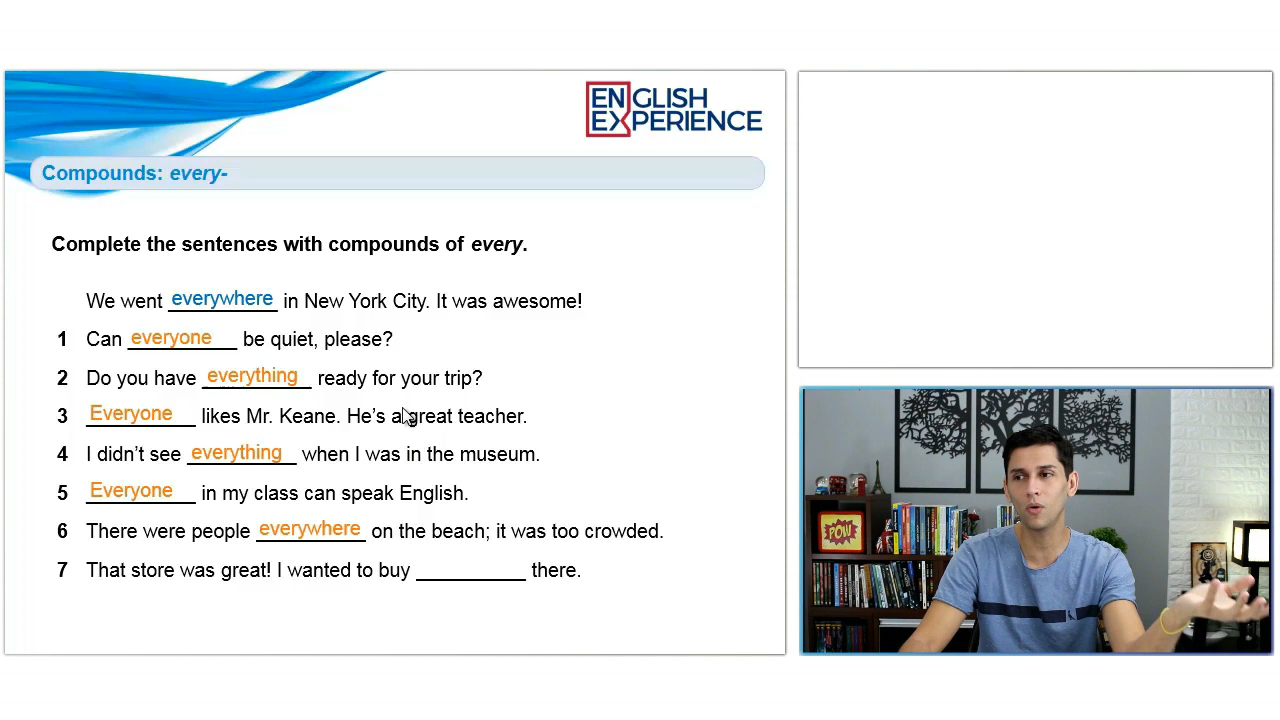 ENGLISH
EXPERIENCE
Compounds: every-
Complete the sentences with compounds of every.
We went everywhere in New York City. It was awesome!
1 Can everyone be quiet, please?
2 Do you have everything ready for your trip?
3 Everyone likes Mr. Keane. He’s a great teacher.
4 I didn’t see everything when I was in the museum.
5 Everyone in my class can speak English.
6 There were people everywhere on the beach; it was too crowded.
7 That store was great! I wanted to buy __________ there.
POW